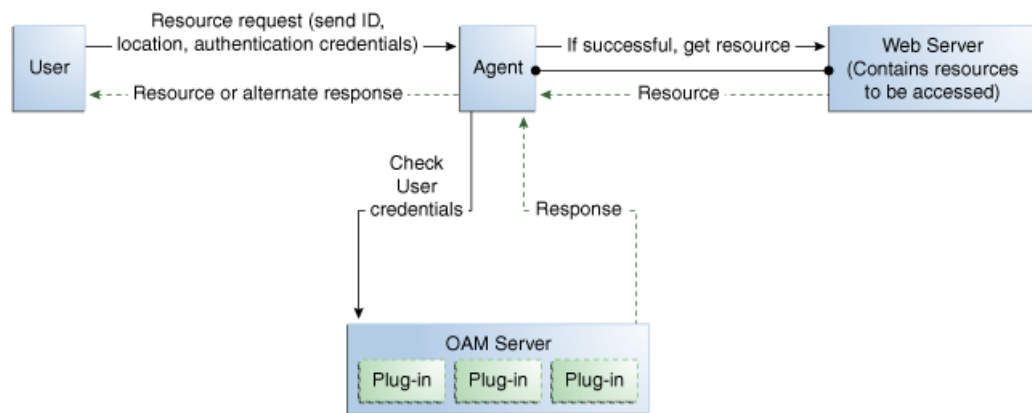 Resource request (send ID,
location, authentication credentials)
User
Agent
If successful, get resource
Web Server
(Contains resources
to be accessed)
Resource or alternate response
Resource
Check
User
credentials
Response
OAM Server
Plug-in
Plug-in
Plug-in